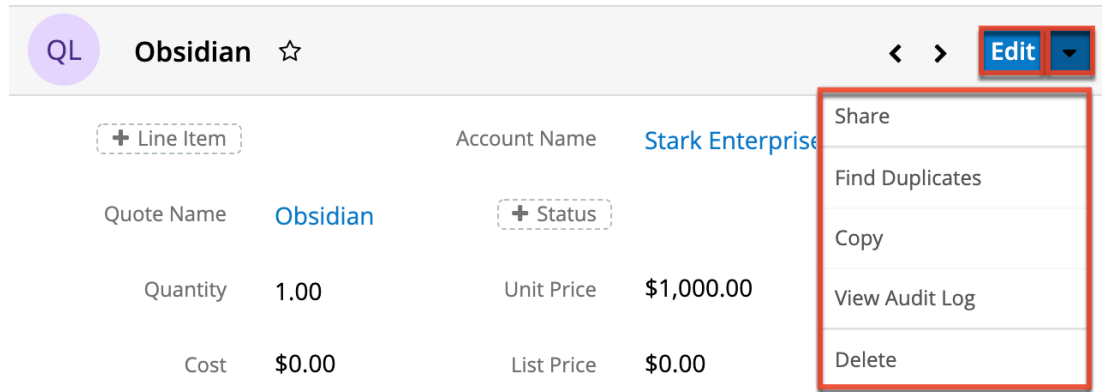 QL Obsidian Edit
Share
+ Line Item Account Name Stark Enterprise
Find Duplicates
Quote Name Obsidian + Status
Copy
Quantity 1.00 Unit Price $1,000.00
View Audit Log
Cost $0.00 List Price $0.00
Delete